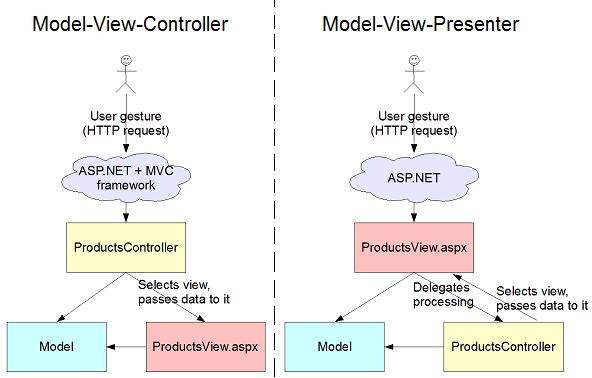 Model-View-Controller
User gesture
(HTTP request)
ASP.NET + MVC
framework
ProductsController
Selects view,
passes data to it
Model
ProductsView.aspx
Model-View-Presenter
User gesture
(HTTP request)
ASP.NET
ProductsView.aspx
Delegates
processing
Selects view,
passes data to it
Model
ProductsController